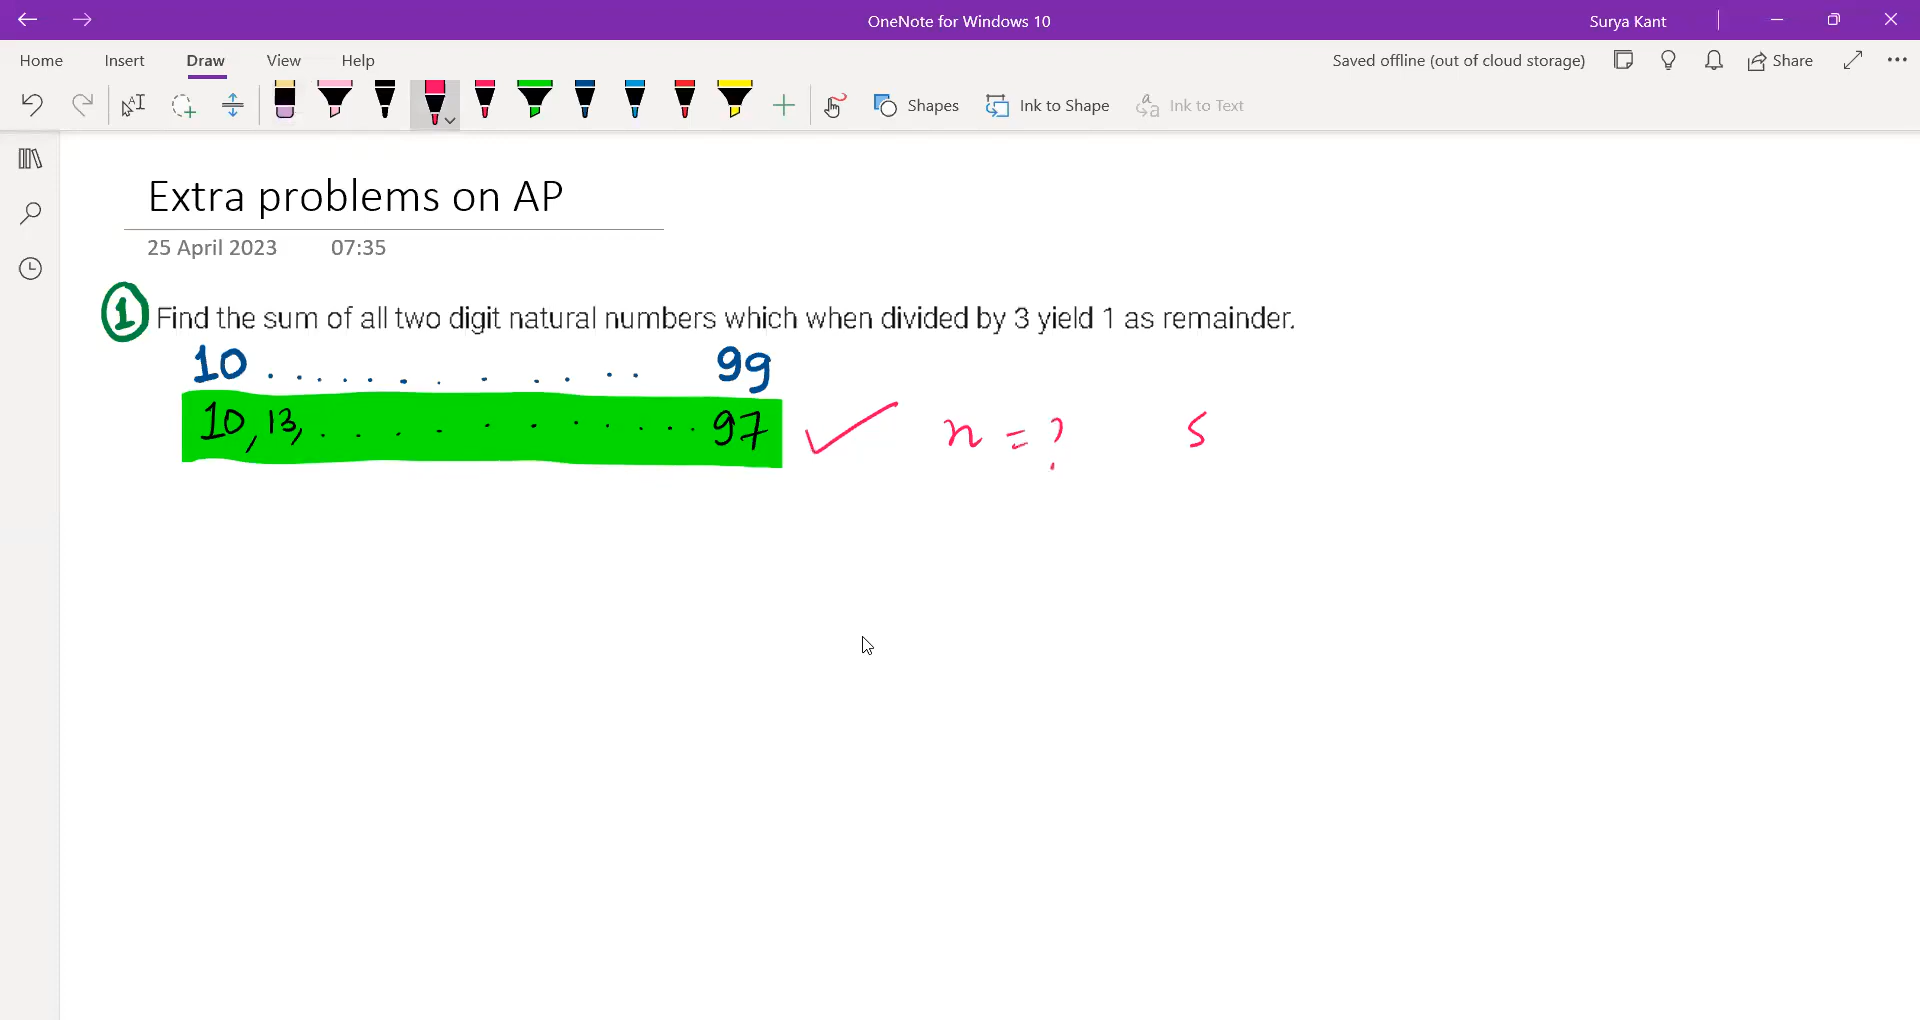 OneNote for Windows 10
Surya Kant
Home Insert Draw View Help
Saved offline (out of cloud storage)
Share
Shapes
Ink to Shape
Ink to Text
Extra problems on AP
25 April 2023 07:35
1 Find the sum of all two digit natural numbers which when divided by 3 yield 1 as remainder.
10 . . . . . . . . . . . . 99
10, 13, . . . . . . . . . . . 97 ✓ n = ? S